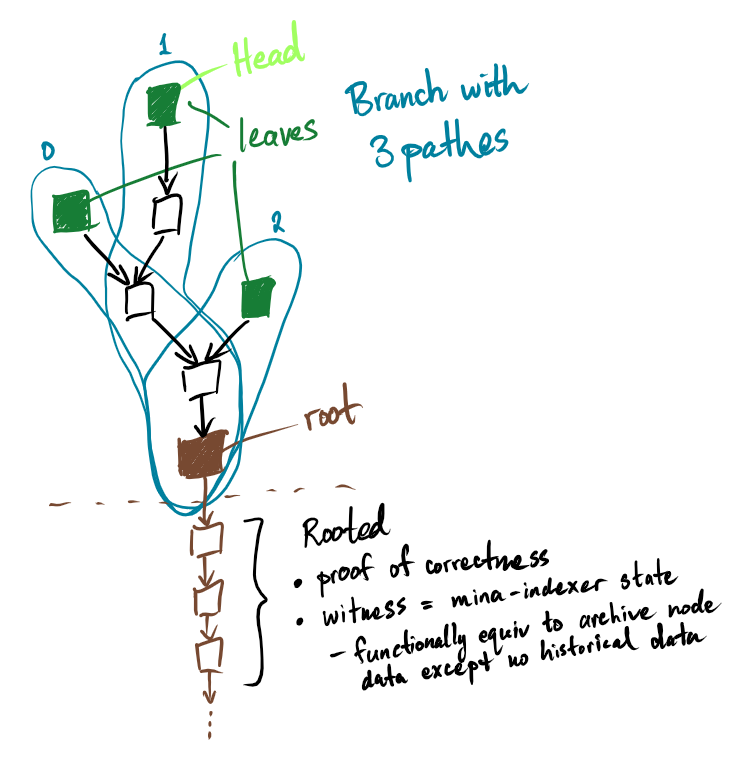 1
Head
Branch with
3 pathes
leaves
0
2
root
Rooted
• proof of correctness
• witness = mina-indexer state
- functionally equiv to archive node
data except no historical data